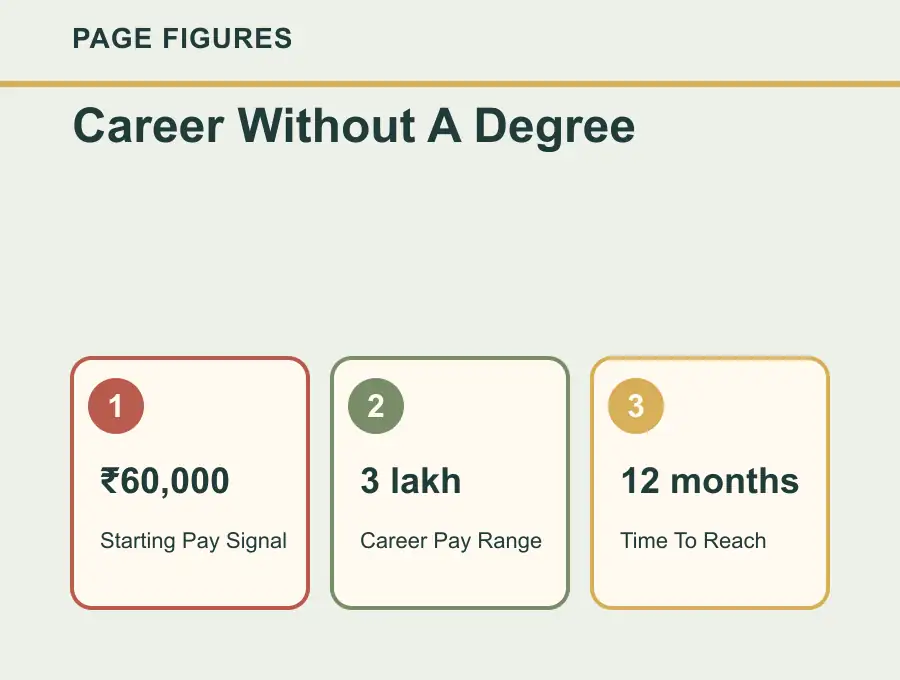 PAGE FIGURES
Career Without A Degree
1
₹60,000
Starting Pay Signal
2
3 lakh
Career Pay Range
3
12 months
Time To Reach